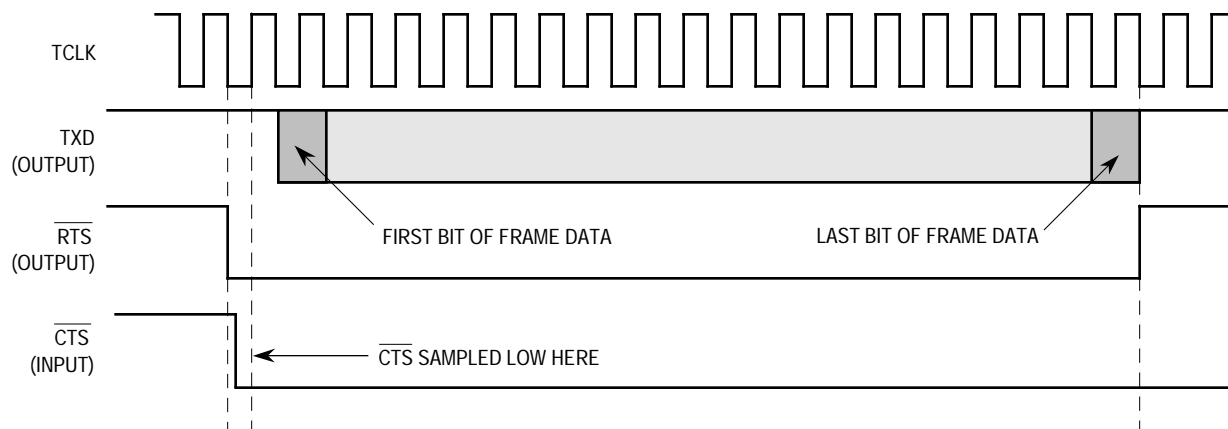 TCLK
TXD
(OUTPUT)
FIRST BIT OF FRAME DATA
LAST BIT OF FRAME DATA
RTS
(OUTPUT)
CTS
(INPUT)
CTS SAMPLED LOW HERE